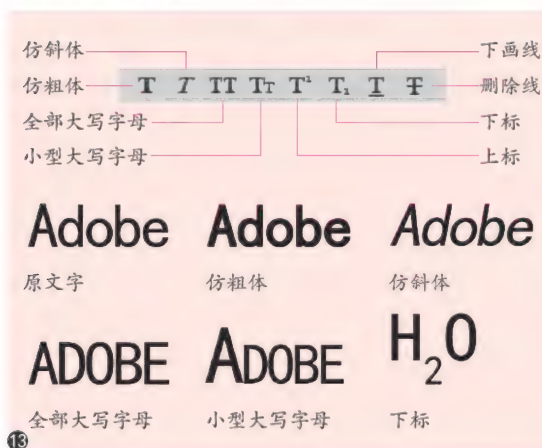 仿斜体 下画线
仿粗体 T T TT Tт T¹ T₁ T T 删除线
全部大写字母 下标
小型大写字母 上标
Adobe Adobe Adobe
原文字 仿粗体 仿斜体
ADOBE ADOBE H₂O
全部大写字母 小型大写字母 下标
13